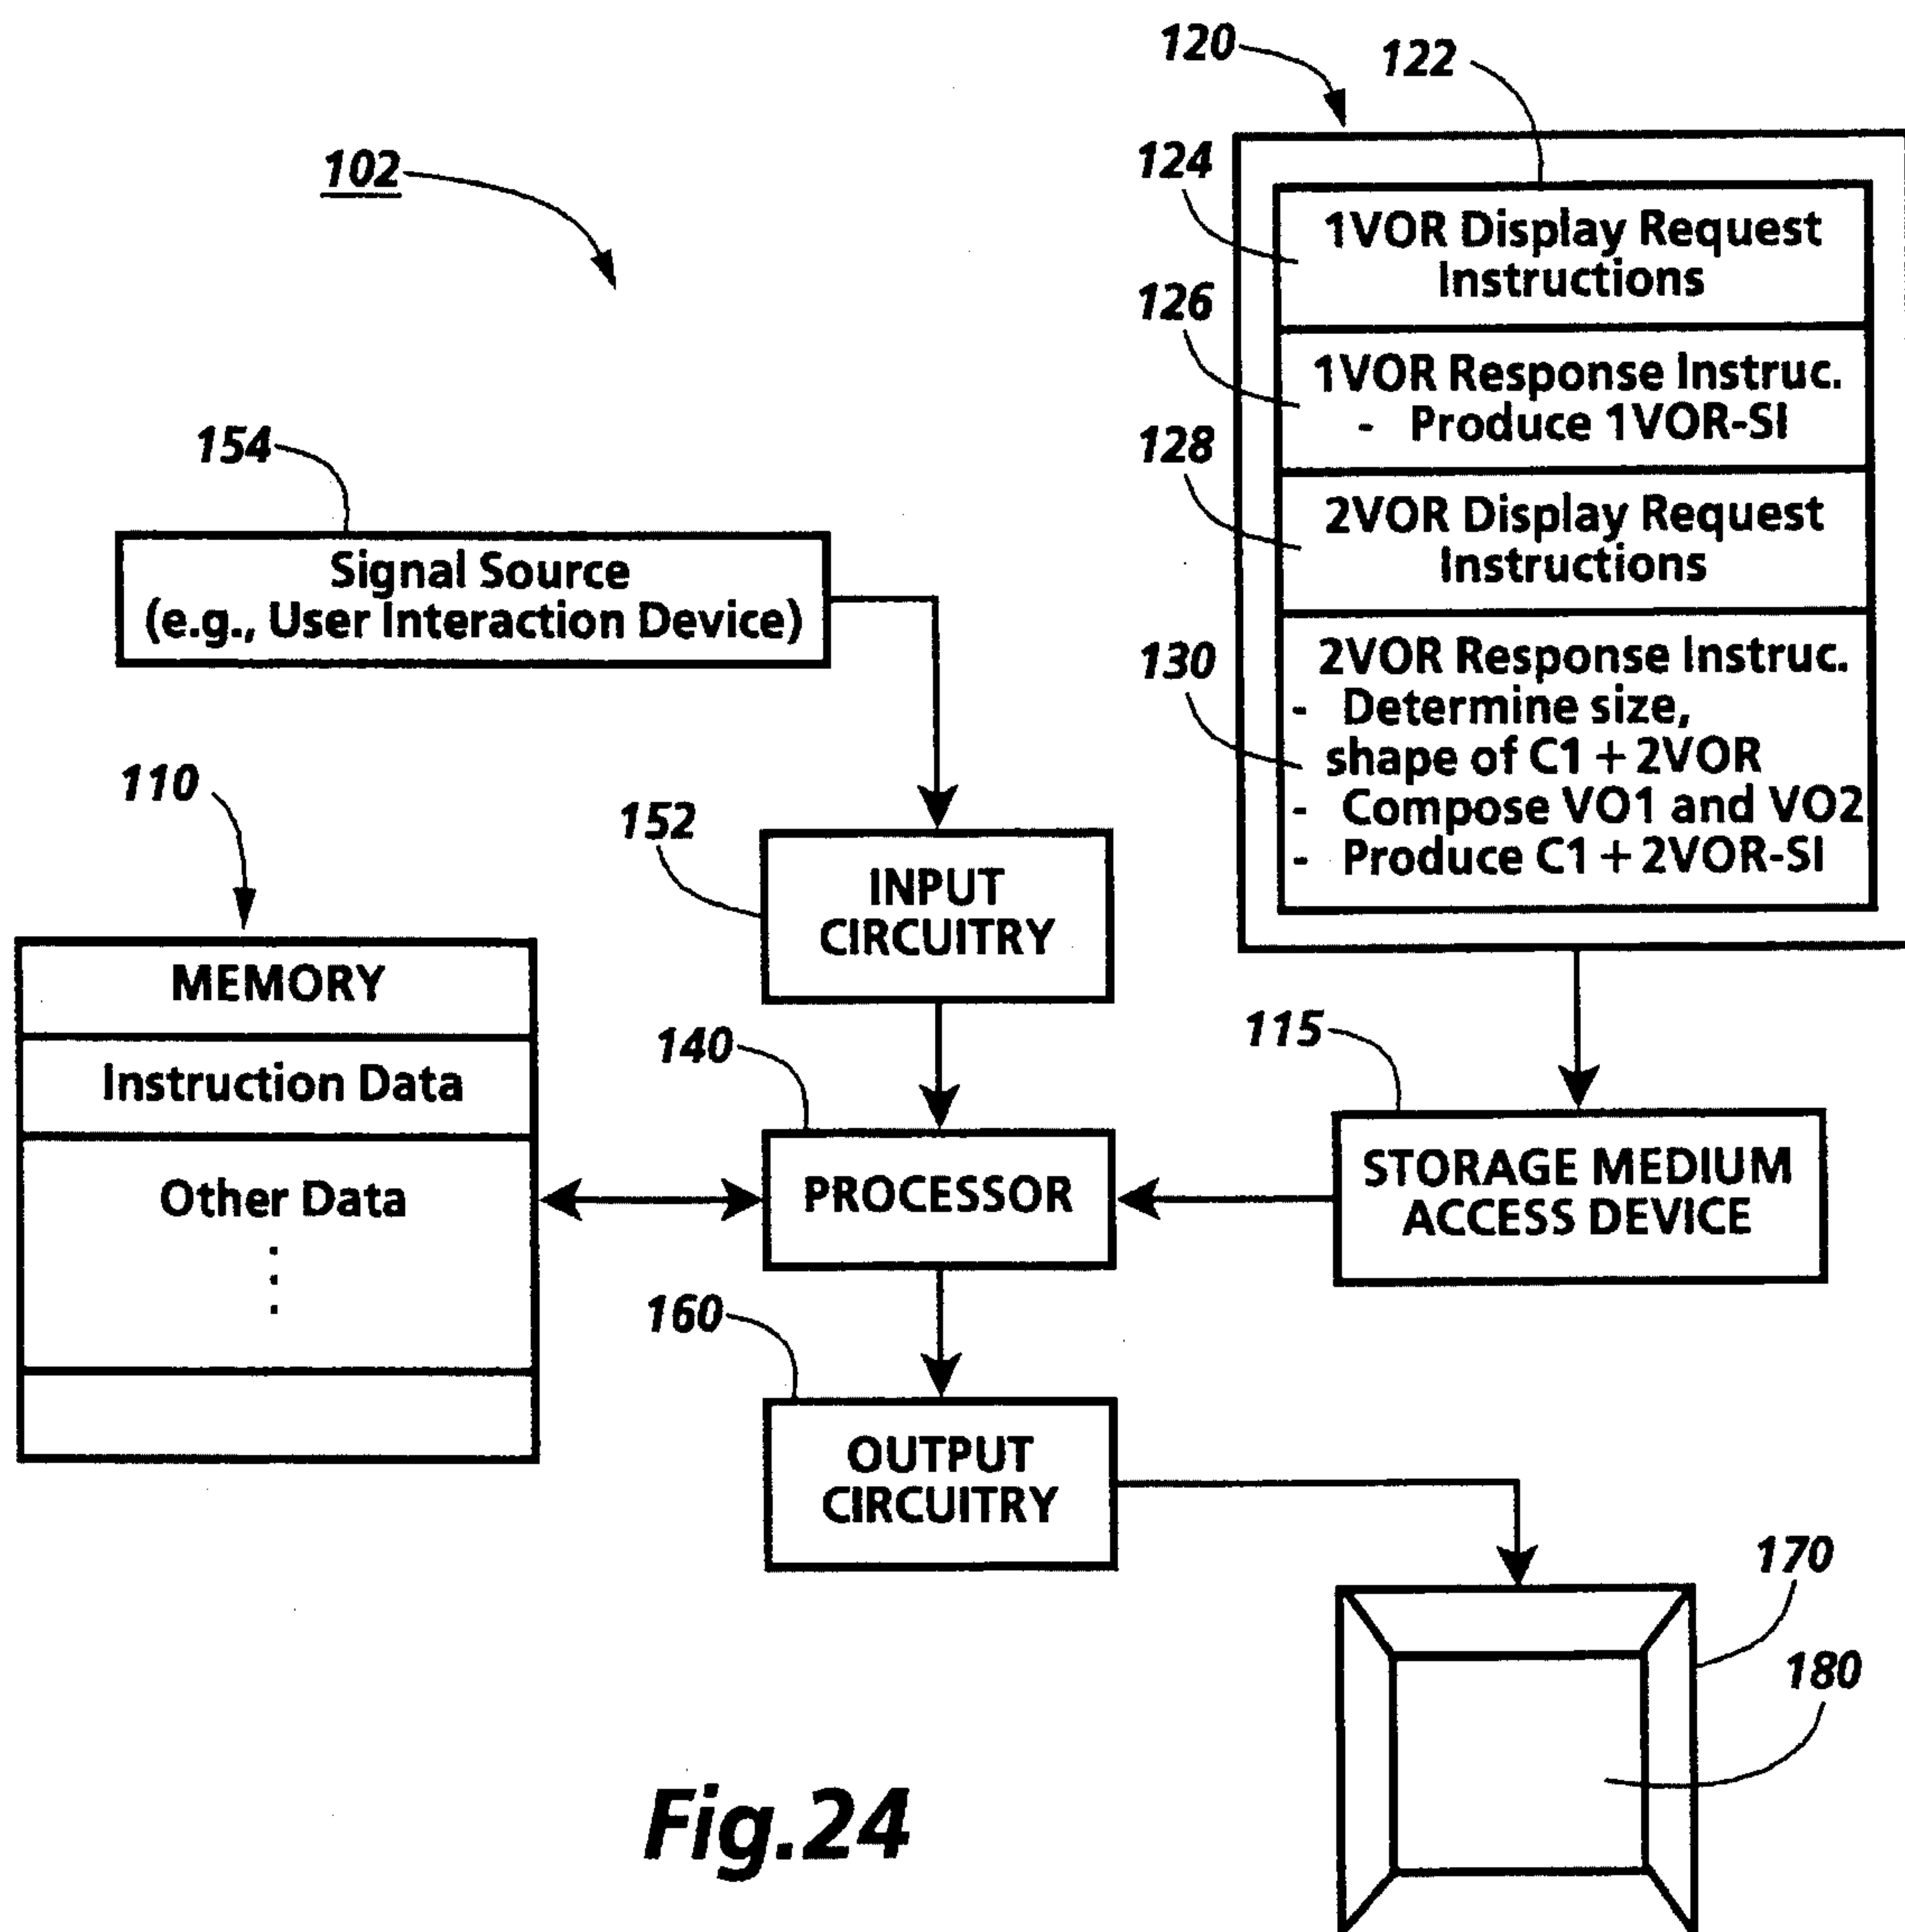 120
122
102
124
1VOR Display Request
Instructions
126
1VOR Response Instruc.
- Produce 1VOR-SI
128
2VOR Display Request
Instructions
130
2VOR Response Instruc.
- Determine size,
shape of C1 + 2VOR
- Compose VO1 and VO2
- Produce C1 + 2VOR-SI
154
Signal Source
(e.g., User Interaction Device)
110
MEMORY
Instruction Data
Other Data
.
.
.
152
INPUT
CIRCUITRY
140
PROCESSOR
115
STORAGE MEDIUM
ACCESS DEVICE
160
OUTPUT
CIRCUITRY
170
180
Fig.24